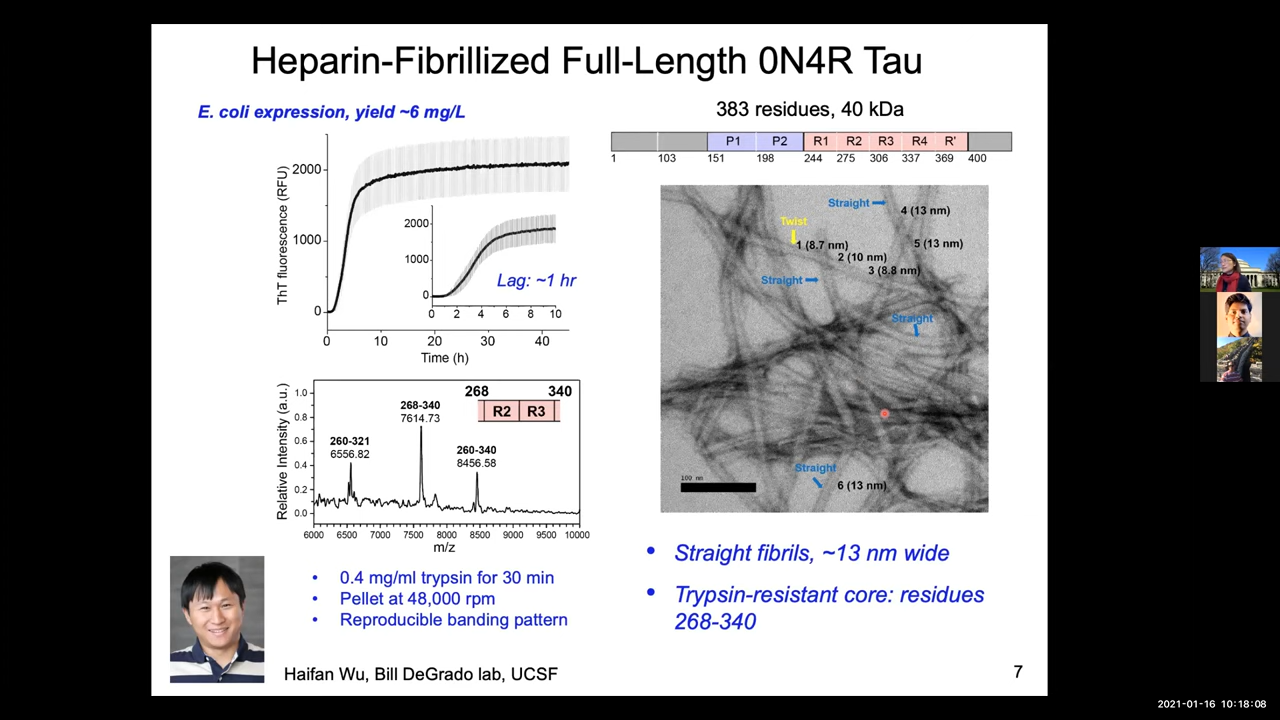 Heparin-Fibrillized Full-Length 0N4R Tau
E. coli expression, yield ~6 mg/L
ThT fluorescence (RFU)
2000
1000
0
0 10 20 30 40
Time (h)
2000
1000
0
0 2 4 6 8 10
Lag: ~1 hr
Relative Intensity (a.u.)
1.0
0.8
0.6
0.4
0.2
0.0
6000 6500 7000 7500 8000 8500 9000 9500 10000
m/z
260-321
6556.82
268-340
7614.73
260-340
8456.58
268 340
R2 R3
• 0.4 mg/ml trypsin for 30 min
• Pellet at 48,000 rpm
• Reproducible banding pattern
Haifan Wu, Bill DeGrado lab, UCSF
383 residues, 40 kDa
P1 P2 R1 R2 R3 R4 R'
1 103 151 198 244 275 306 337 369 400
Straight
4 (13 nm)
Twist
1 (8.7 nm)
5 (13 nm)
2 (10 nm)
3 (8.8 nm)
Straight
Straight
Straight
6 (13 nm)
100 nm
• Straight fibrils, ~13 nm wide
• Trypsin-resistant core: residues
268-340
7
2021-01-16 10:18:08